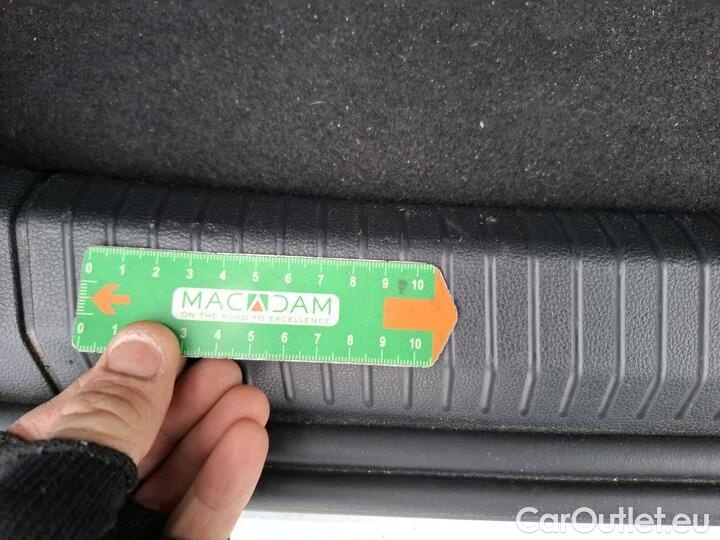 0 1 2 3 4 5 6 7 8 9 10
MACADAM
ON THE ROAD TO EXCELLENCE
0 1 3 4 5 6 7 8 9 10
CarOutlet.eu